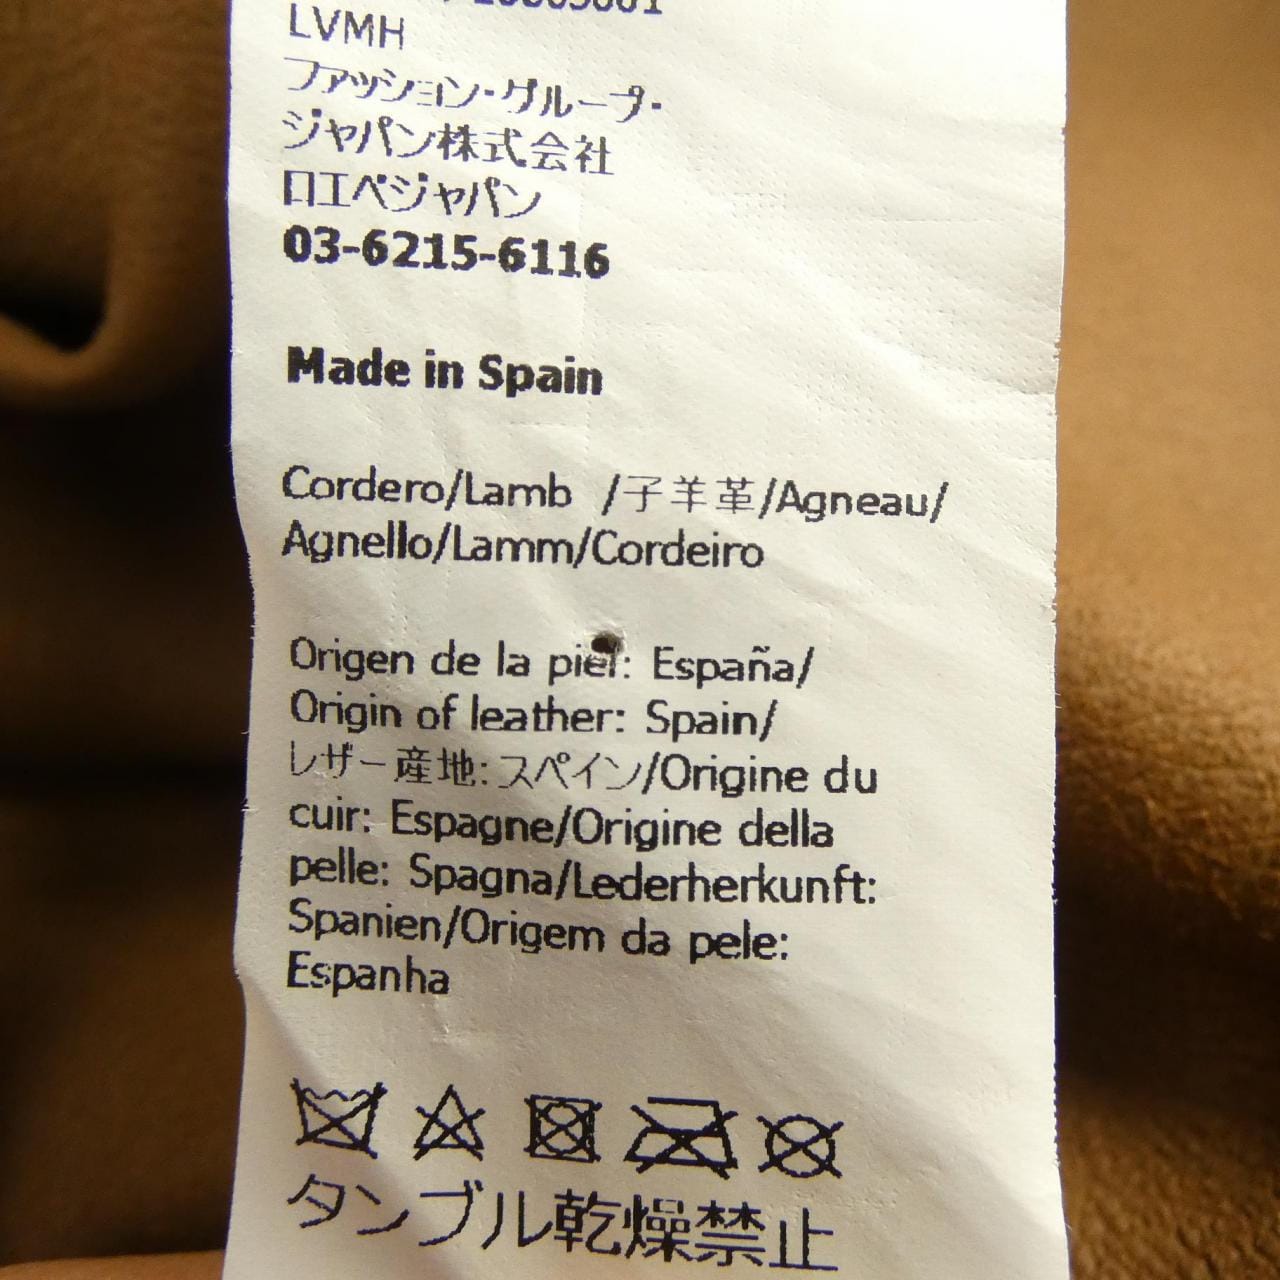 LVMH
ファッション・グループ・
ジャパン株式会社
ロエベジャパン
03-6215-6116
Made in Spain
Cordero/Lamb /子羊革/Agneau/
Agnello/Lamm/Cordeiro
Origen de la piel: España/
Origin of leather: Spain/
レザー産地: スペイン/Origine du
cuir: Espagne/Origine della
pelle: Spagna/Lederherkunft:
Spanien/Origem da pele:
Espanha
タンブル乾燥禁止